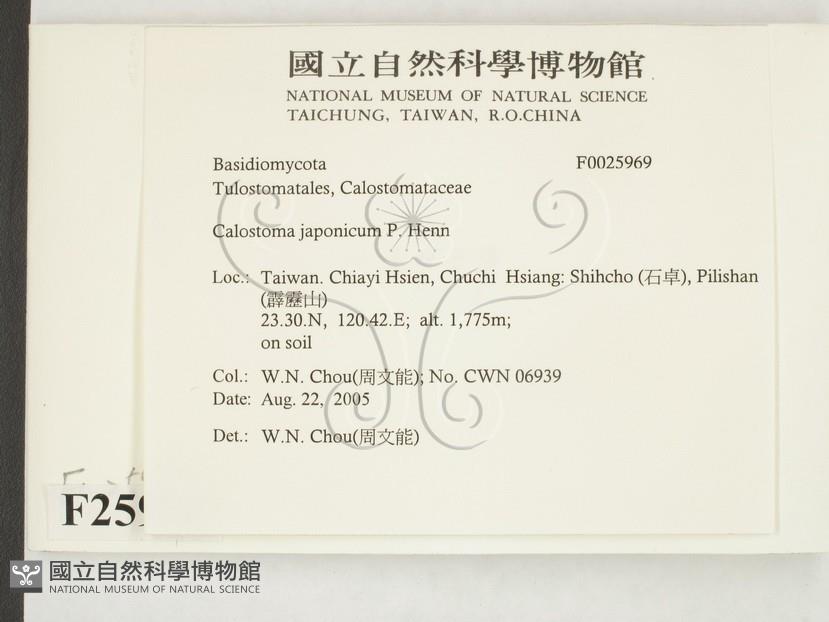 國立自然科學博物館
NATIONAL MUSEUM OF NATURAL SCIENCE
TAICHUNG, TAIWAN, R.O.CHINA
Basidiomycota F0025969
Tulostomatales, Calostomataceae
Calostoma japonicum P. Henn
Loc.: Taiwan. Chiayi Hsien, Chuchi Hsiang: Shihcho (石卓), Pilishan
(霹靂山)
23.30.N, 120.42.E; alt. 1,775m;
on soil
Col.: W.N. Chou(周文能); No. CWN 06939
Date: Aug. 22, 2005
Det.: W.N. Chou(周文能)
F259
國立自然科學博物館
NATIONAL MUSEUM OF NATURAL SCIENCE